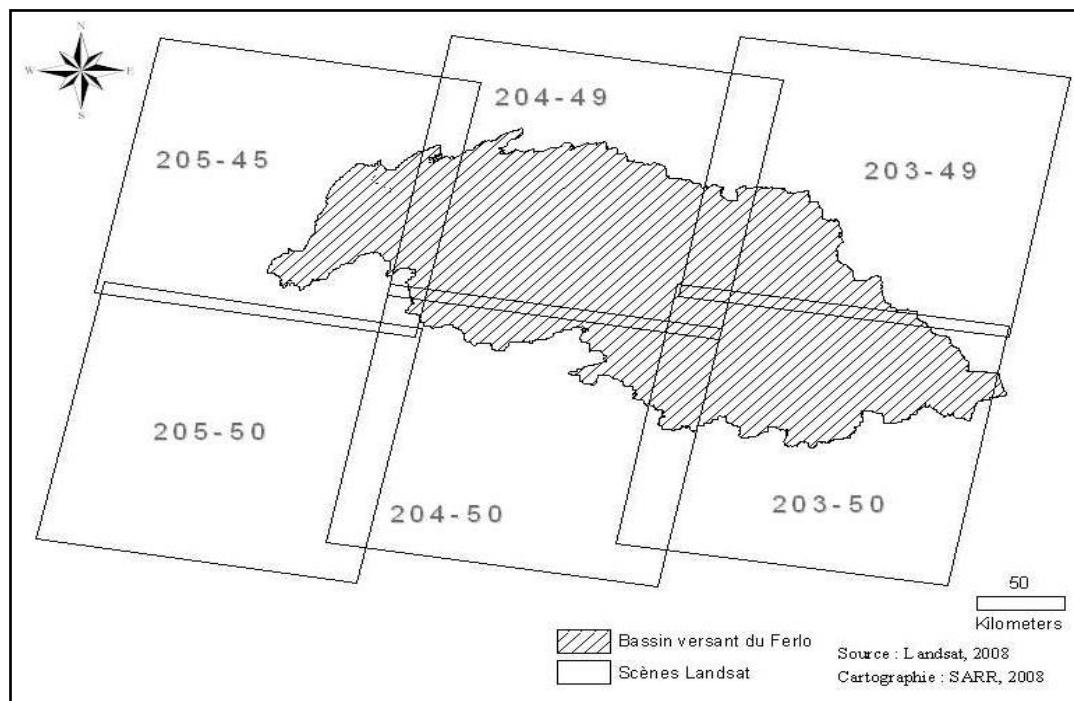 N
W E
S
204-49
205-45
203-49
205-50
204-50
203-50
50
Kilometers
Bassin versant du Ferlo
Scènes Landsat
Source : Landsat, 2008
Cartographie : SARR, 2008